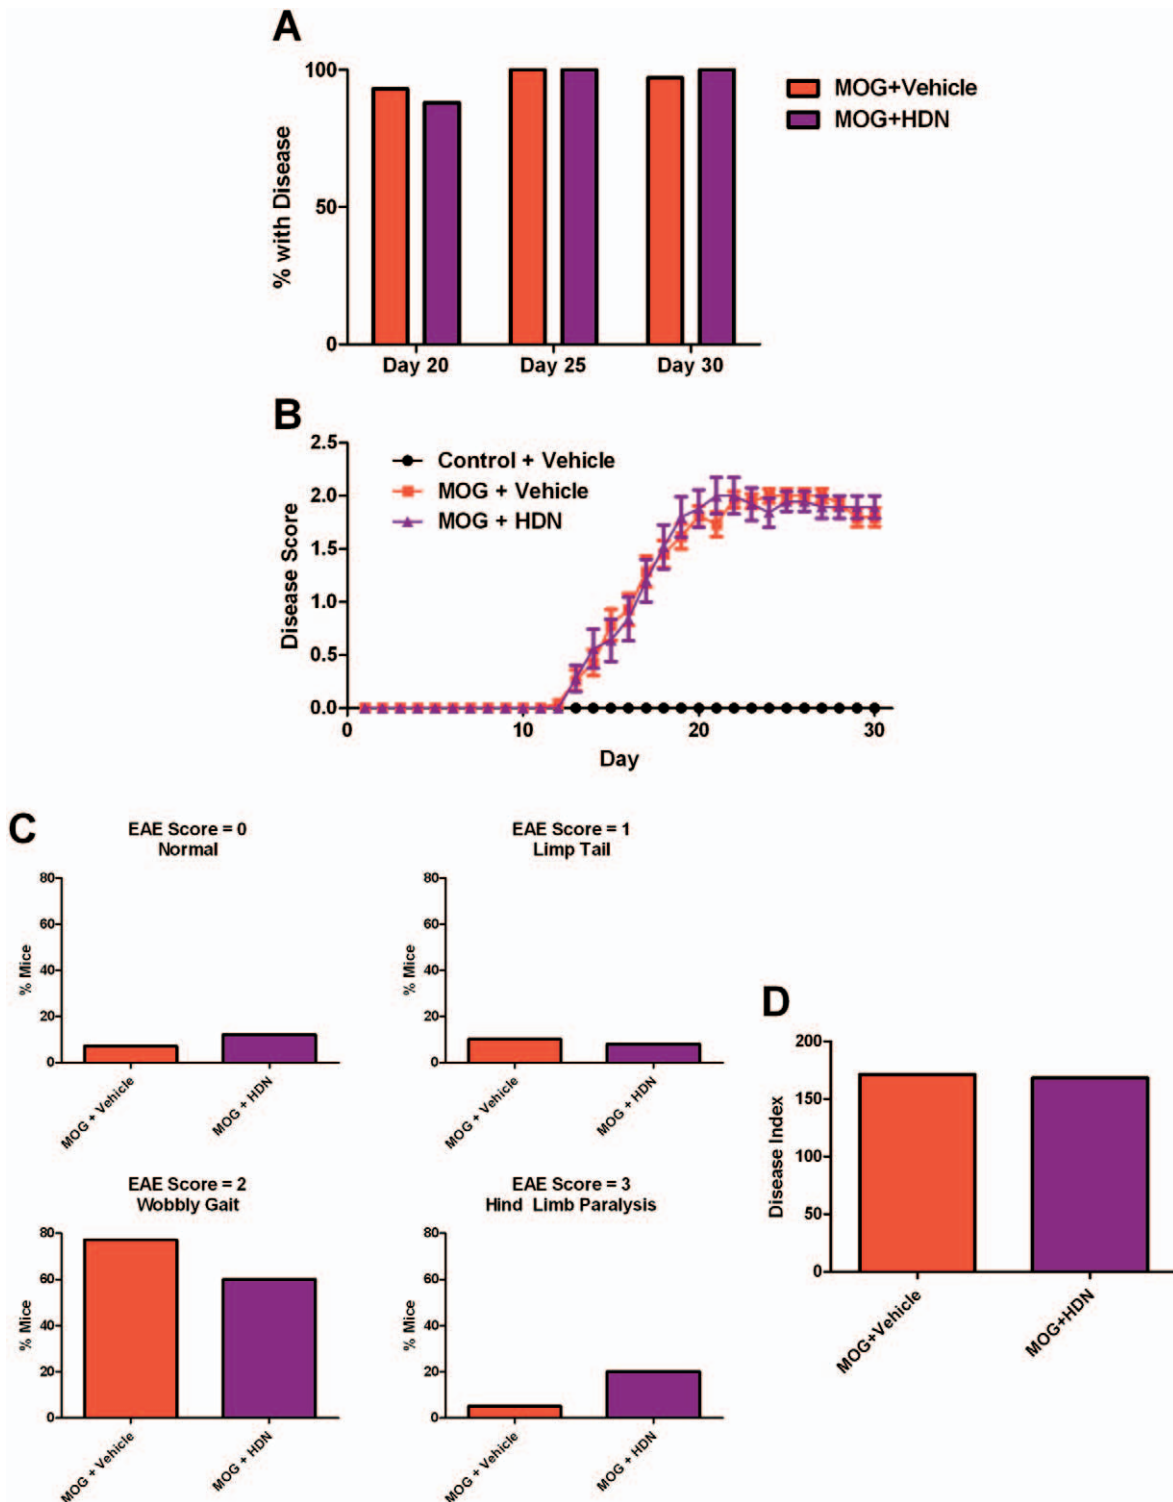 A
100
50
0
% with Disease
Day 20
Day 25
Day 30
MOG+Vehicle
MOG+HDN
B
2.5
2.0
1.5
1.0
0.5
0.0
Disease Score
Control + Vehicle
MOG + Vehicle
MOG + HDN
0
10
20
30
Day
C
EAE Score = 0
Normal
80
60
40
20
0
% Mice
MOG + Vehicle
MOG + HDN
EAE Score = 1
Limp Tail
80
60
40
20
0
% Mice
MOG + Vehicle
MOG + HDN
EAE Score = 2
Wobbly Gait
80
60
40
20
0
% Mice
MOG + Vehicle
MOG + HDN
EAE Score = 3
Hind Limb Paralysis
80
60
40
20
0
% Mice
MOG + Vehicle
MOG + HDN
D
200
150
100
50
0
Disease Index
MOG+Vehicle
MOG+HDN